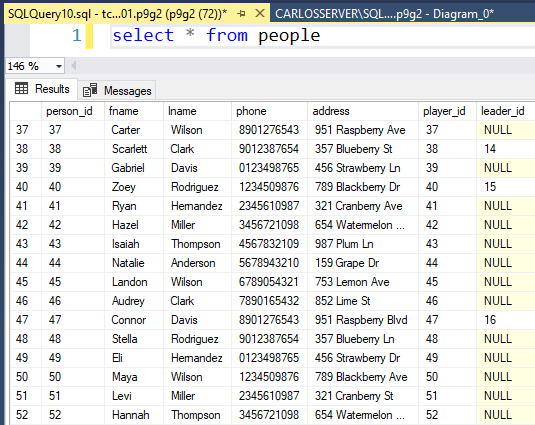 SQLQuery10.sql - tc...01.p9g2 (p9g2 (72))* CARLOSSERVER\SQL....p9g2 - Diagram_0*
1 select * from people
146 %
Results Messages
person_id fname lname phone address player_id leader_id
37 37 Carter Wilson 8901276543 951 Raspberry Ave 37 NULL
38 38 Scarlett Clark 9012387654 357 Blueberry St 38 14
39 39 Gabriel Davis 0123498765 456 Strawberry Ln 39 NULL
40 40 Zoey Rodriguez 1234509876 789 Blackberry Dr 40 15
41 41 Ryan Hernandez 2345610987 321 Cranberry Ave 41 NULL
42 42 Hazel Miller 3456721098 654 Watermelon ... 42 NULL
43 43 Isaiah Thompson 4567832109 987 Plum Ln 43 NULL
44 44 Natalie Anderson 5678943210 159 Grape Dr 44 NULL
45 45 Landon Wilson 6789054321 753 Lemon Ave 45 NULL
46 46 Audrey Clark 7890165432 852 Lime St 46 NULL
47 47 Connor Davis 8901276543 951 Raspberry Blvd 47 16
48 48 Stella Rodriguez 9012387654 357 Blueberry Ln 48 NULL
49 49 Eli Hernandez 0123498765 456 Strawberry Dr 49 NULL
50 50 Maya Wilson 1234509876 789 Blackberry Ave 50 NULL
51 51 Levi Miller 2345610987 321 Cranberry St 51 NULL
52 52 Hannah Thompson 3456721098 654 Watermelon ... 52 NULL